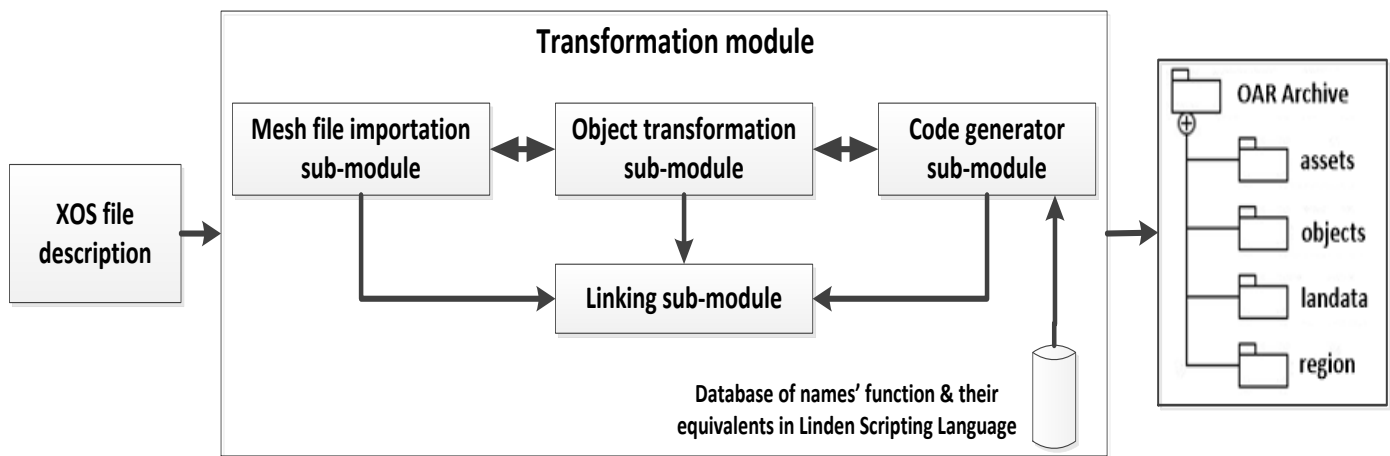 Transformation module
Mesh file importation
sub-module
Object transformation
sub-module
Code generator
sub-module
XOS file
description
Linking sub-module
Database of names' function & their
equivalents in Linden Scripting Language
OAR Archive
assets
objects
landata
region